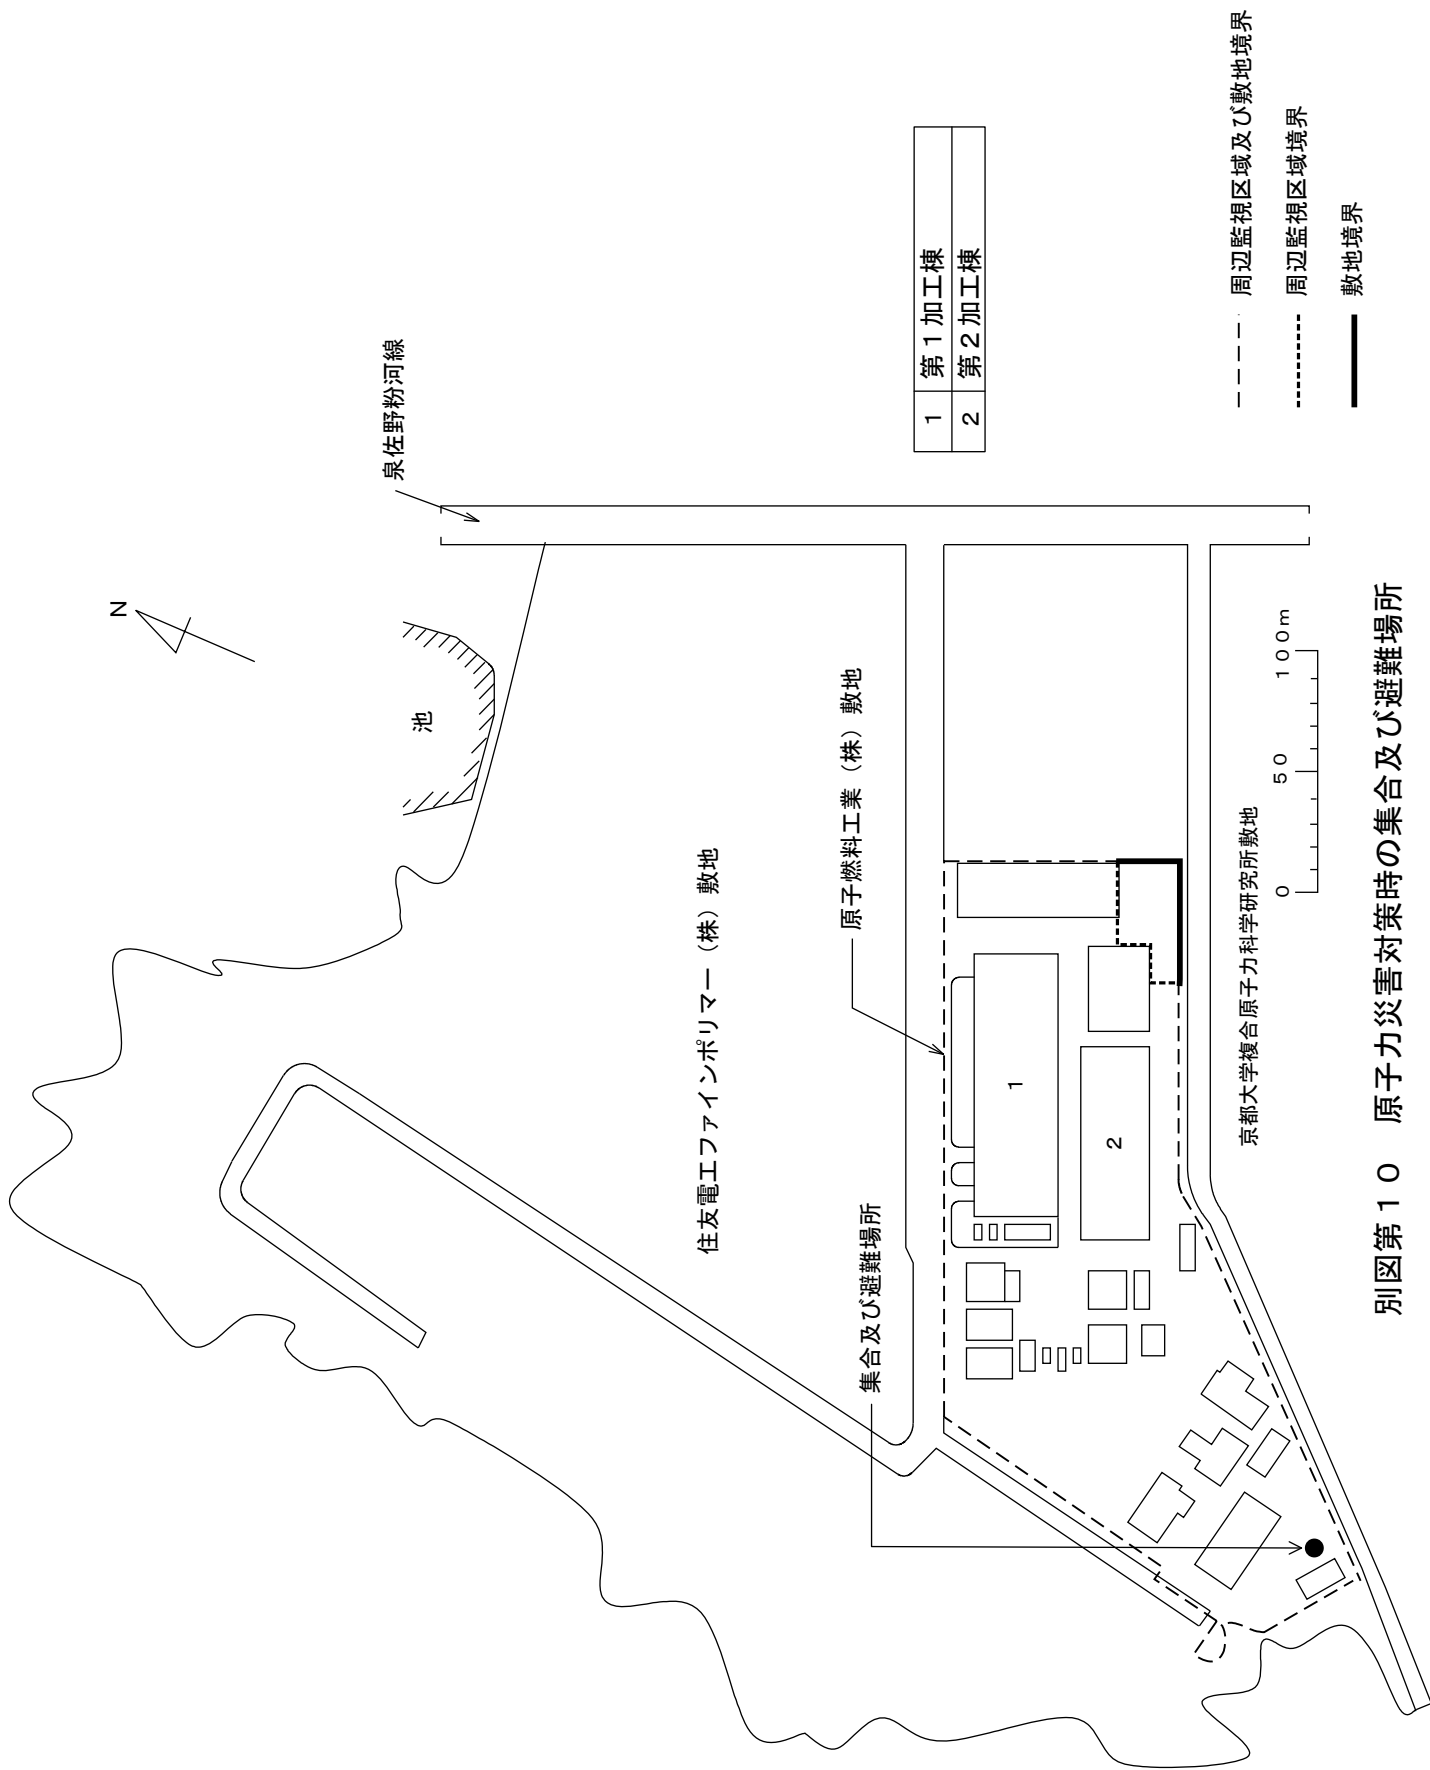 N
池
泉佐野粉河線
住友電工ファインポリマー（株）敷地
原子燃料工業（株）敷地
集合及び避難場所
1
2
京都大学複合原子力科学研究所敷地
0 50 100m
1 第1加工棟
2 第2加工棟
周辺監視区域及び敷地境界
周辺監視区域境界
敷地境界
別図第10 原子力災害対策時の集合及び避難場所